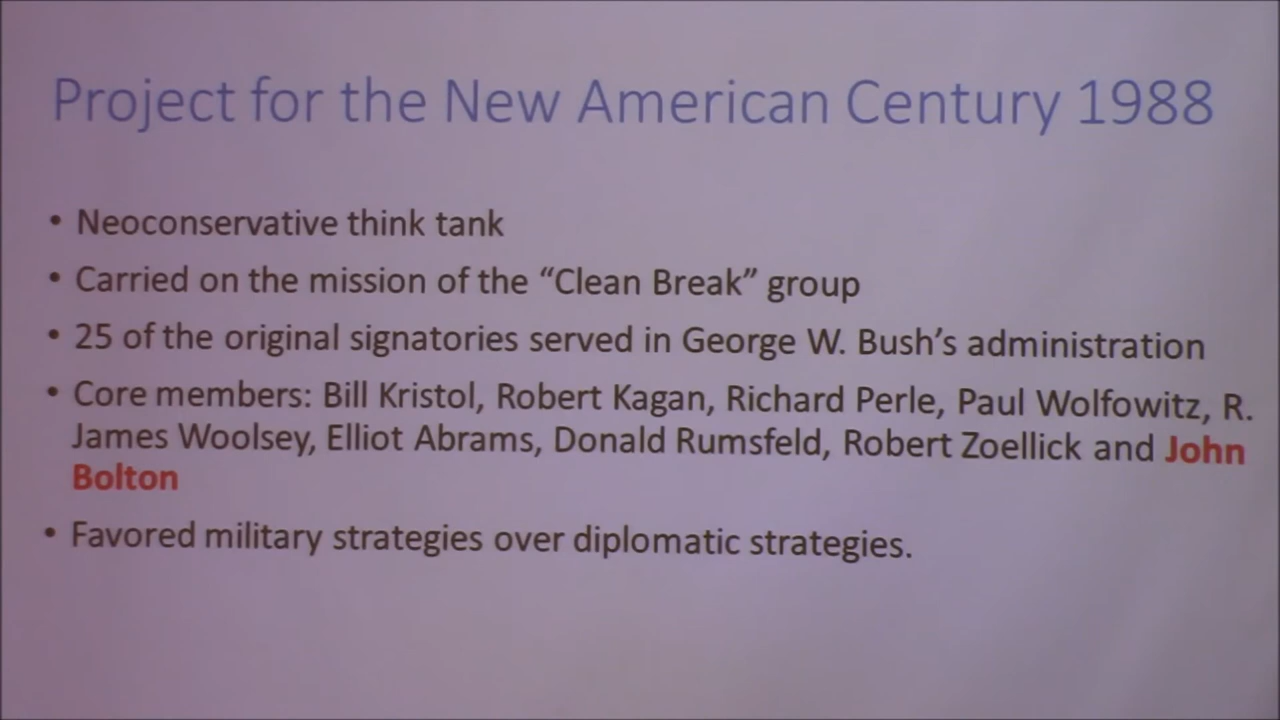 Project for the New American Century 1988
• Neoconservative think tank
• Carried on the mission of the “Clean Break” group
• 25 of the original signatories served in George W. Bush’s administration
• Core members: Bill Kristol, Robert Kagan, Richard Perle, Paul Wolfowitz, R.
James Woolsey, Elliot Abrams, Donald Rumsfeld, Robert Zoellick and John
Bolton
• Favored military strategies over diplomatic strategies.